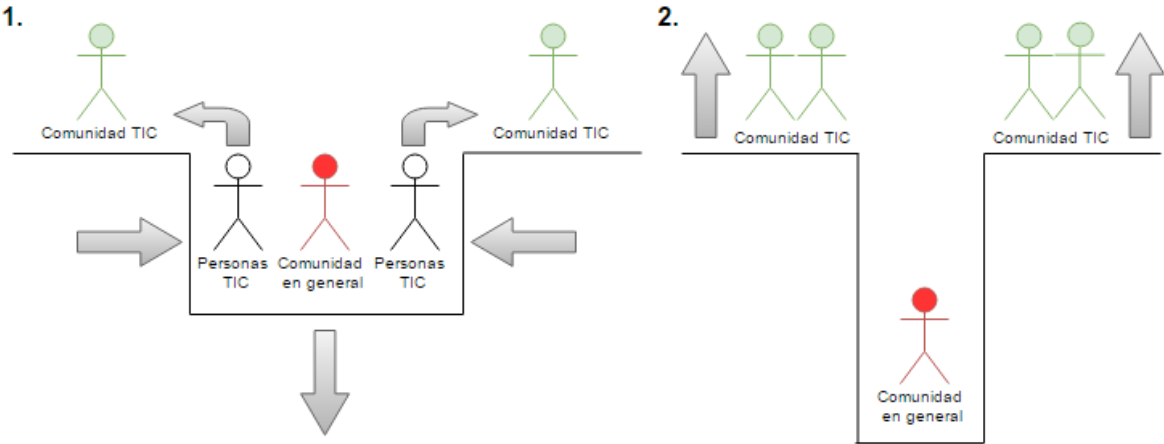 1.
Comunidad TIC
Comunidad TIC
Personas
TIC
Comunidad
en general
Personas
TIC
2.
Comunidad TIC
Comunidad TIC
Comunidad
en general